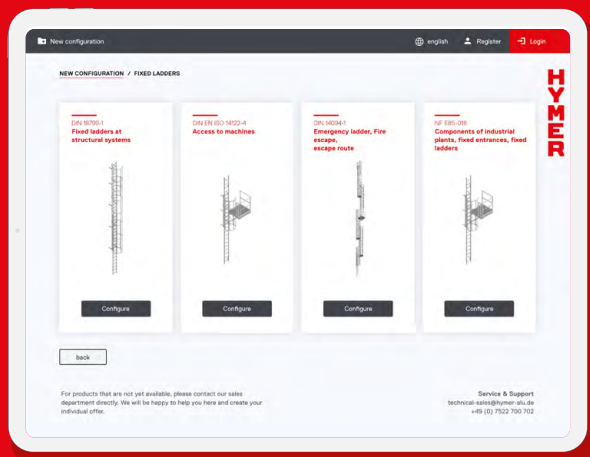 New configuration
english
Register
Login
HYMER
NEW CONFIGURATION / FIXED LADDERS
DIN 18799-1
Fixed ladders at
structural systems
Configure
DIN EN ISO 14122-4
Access to machines
Configure
DIN 14094-1
Emergency ladder, Fire
escape,
escape route
Configure
NF E85-016
Components of industrial
plants, fixed entrances, fixed
ladders
Configure
back
For products that are not yet available, please contact our sales
department directly. We will be happy to help you here and create your
individual offer.
Service & Support
technical-sales@hymer-alu.de
+49 (0) 7522 700 702